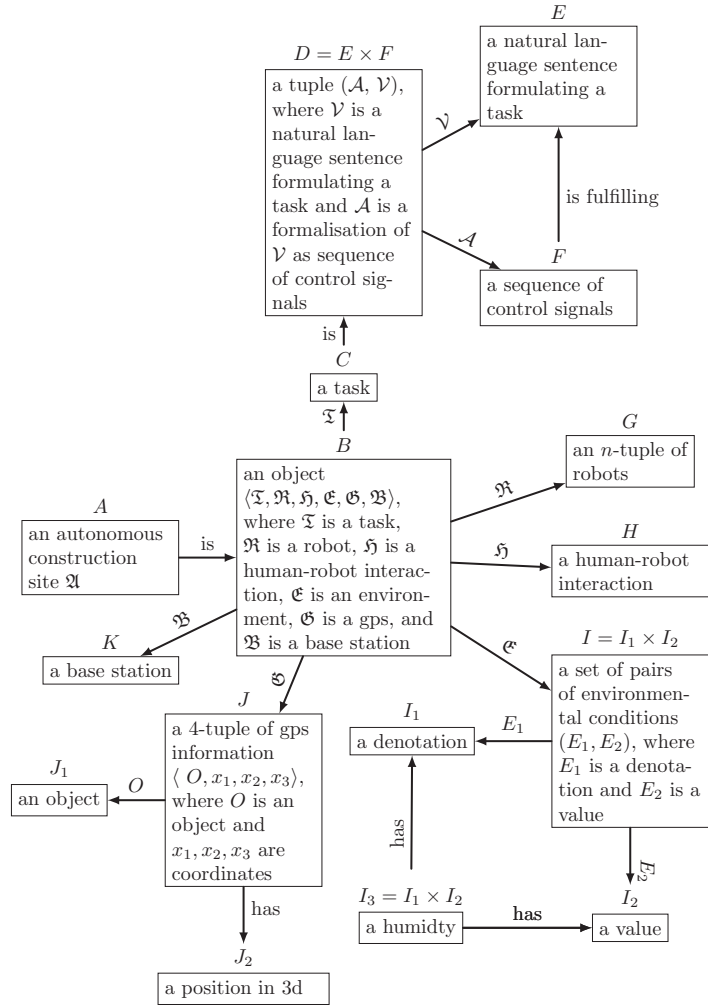 E
a natural lan-
guage sentence
formulating a
task
D = E × F
a tuple (𝒜, 𝒱),
where 𝒱 is a
natural lan-
guage sentence
formulating a
task and 𝒜 is a
formalisation of
𝒱 as sequence
of control sig-
nals
𝒱
is fulfilling
𝒜
F
a sequence of
control signals
is
C
a task
𝔗
B
an object
⟨𝔗, ℜ, ℌ, 𝔈, 𝔊, 𝔅⟩,
where 𝔗 is a task,
ℜ is a robot, ℌ is a
human-robot interac-
tion, 𝔈 is an environ-
ment, 𝔊 is a gps, and
𝔅 is a base station
G
an n-tuple of
robots
ℜ
A
an autonomous
construction
site 𝔄
is
ℌ
H
a human-robot
interaction
𝔅
K
a base station
𝔈
I = I₁ × I₂
a set of pairs
of environmen-
tal conditions
(E₁, E₂), where
E₁ is a denota-
tion and E₂ is a
value
𝔊
J
a 4-tuple of gps
information
⟨ O, x₁, x₂, x₃⟩,
where O is an
object and
x₁, x₂, x₃ are
coordinates
I₁
a denotation
E₁
J₁
an object
O
has
has
E₂
I₃ = I₁ × I₂
a humidty
has
I₂
a value
J₂
a position in 3d